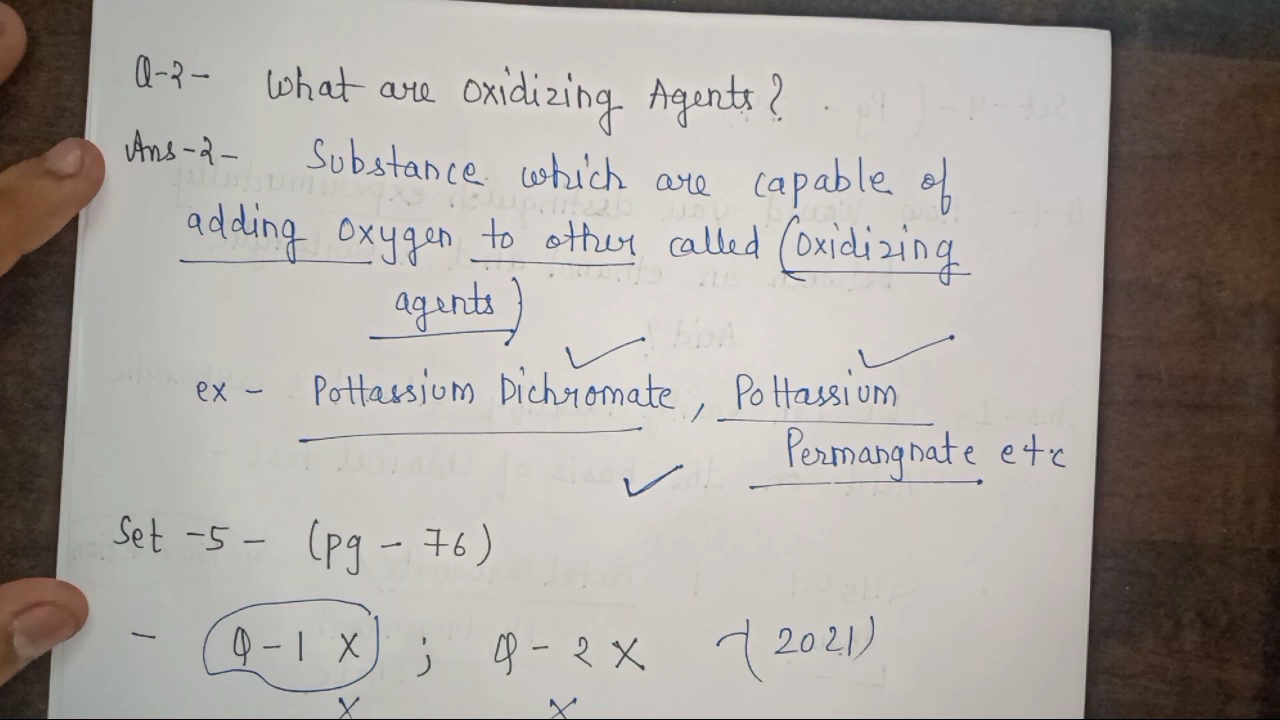 Q-2- What are Oxidizing Agents?
Ans-2- Substance which are capable of
adding oxygen to other called (Oxidizing
agents)
ex - Pottassium Dichromate, Pottassium
Permangnate etc
Set -5- (pg - 76)
- Q-1 X ; Q-2 X (2021)
X X